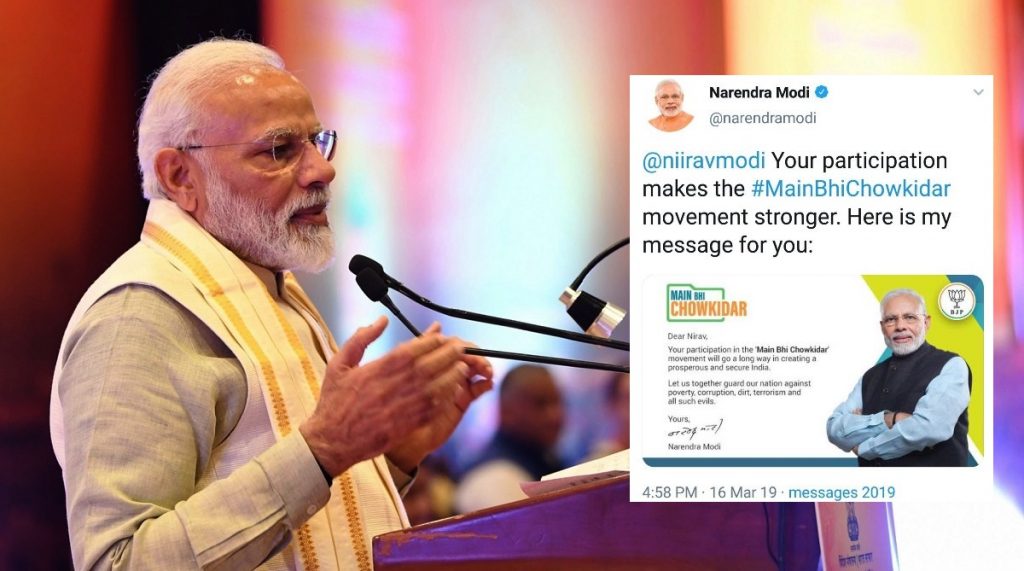 Narendra Modi
@narendramodi
@niiravmodi Your participation
makes the #MainBhiChowkidar
movement stronger. Here is my
message for you:
MAIN BHI
CHOWKIDAR
BJP
Dear Nirav,
Your participation in the 'Main Bhi Chowkidar'
movement will go a long way in creating a
prosperous and secure India.
Let us together guard our nation against
poverty, corruption, dirt, terrorism and
all such evils.
Yours,
Narendra Modi
4:58 PM · 16 Mar 19 · messages 2019